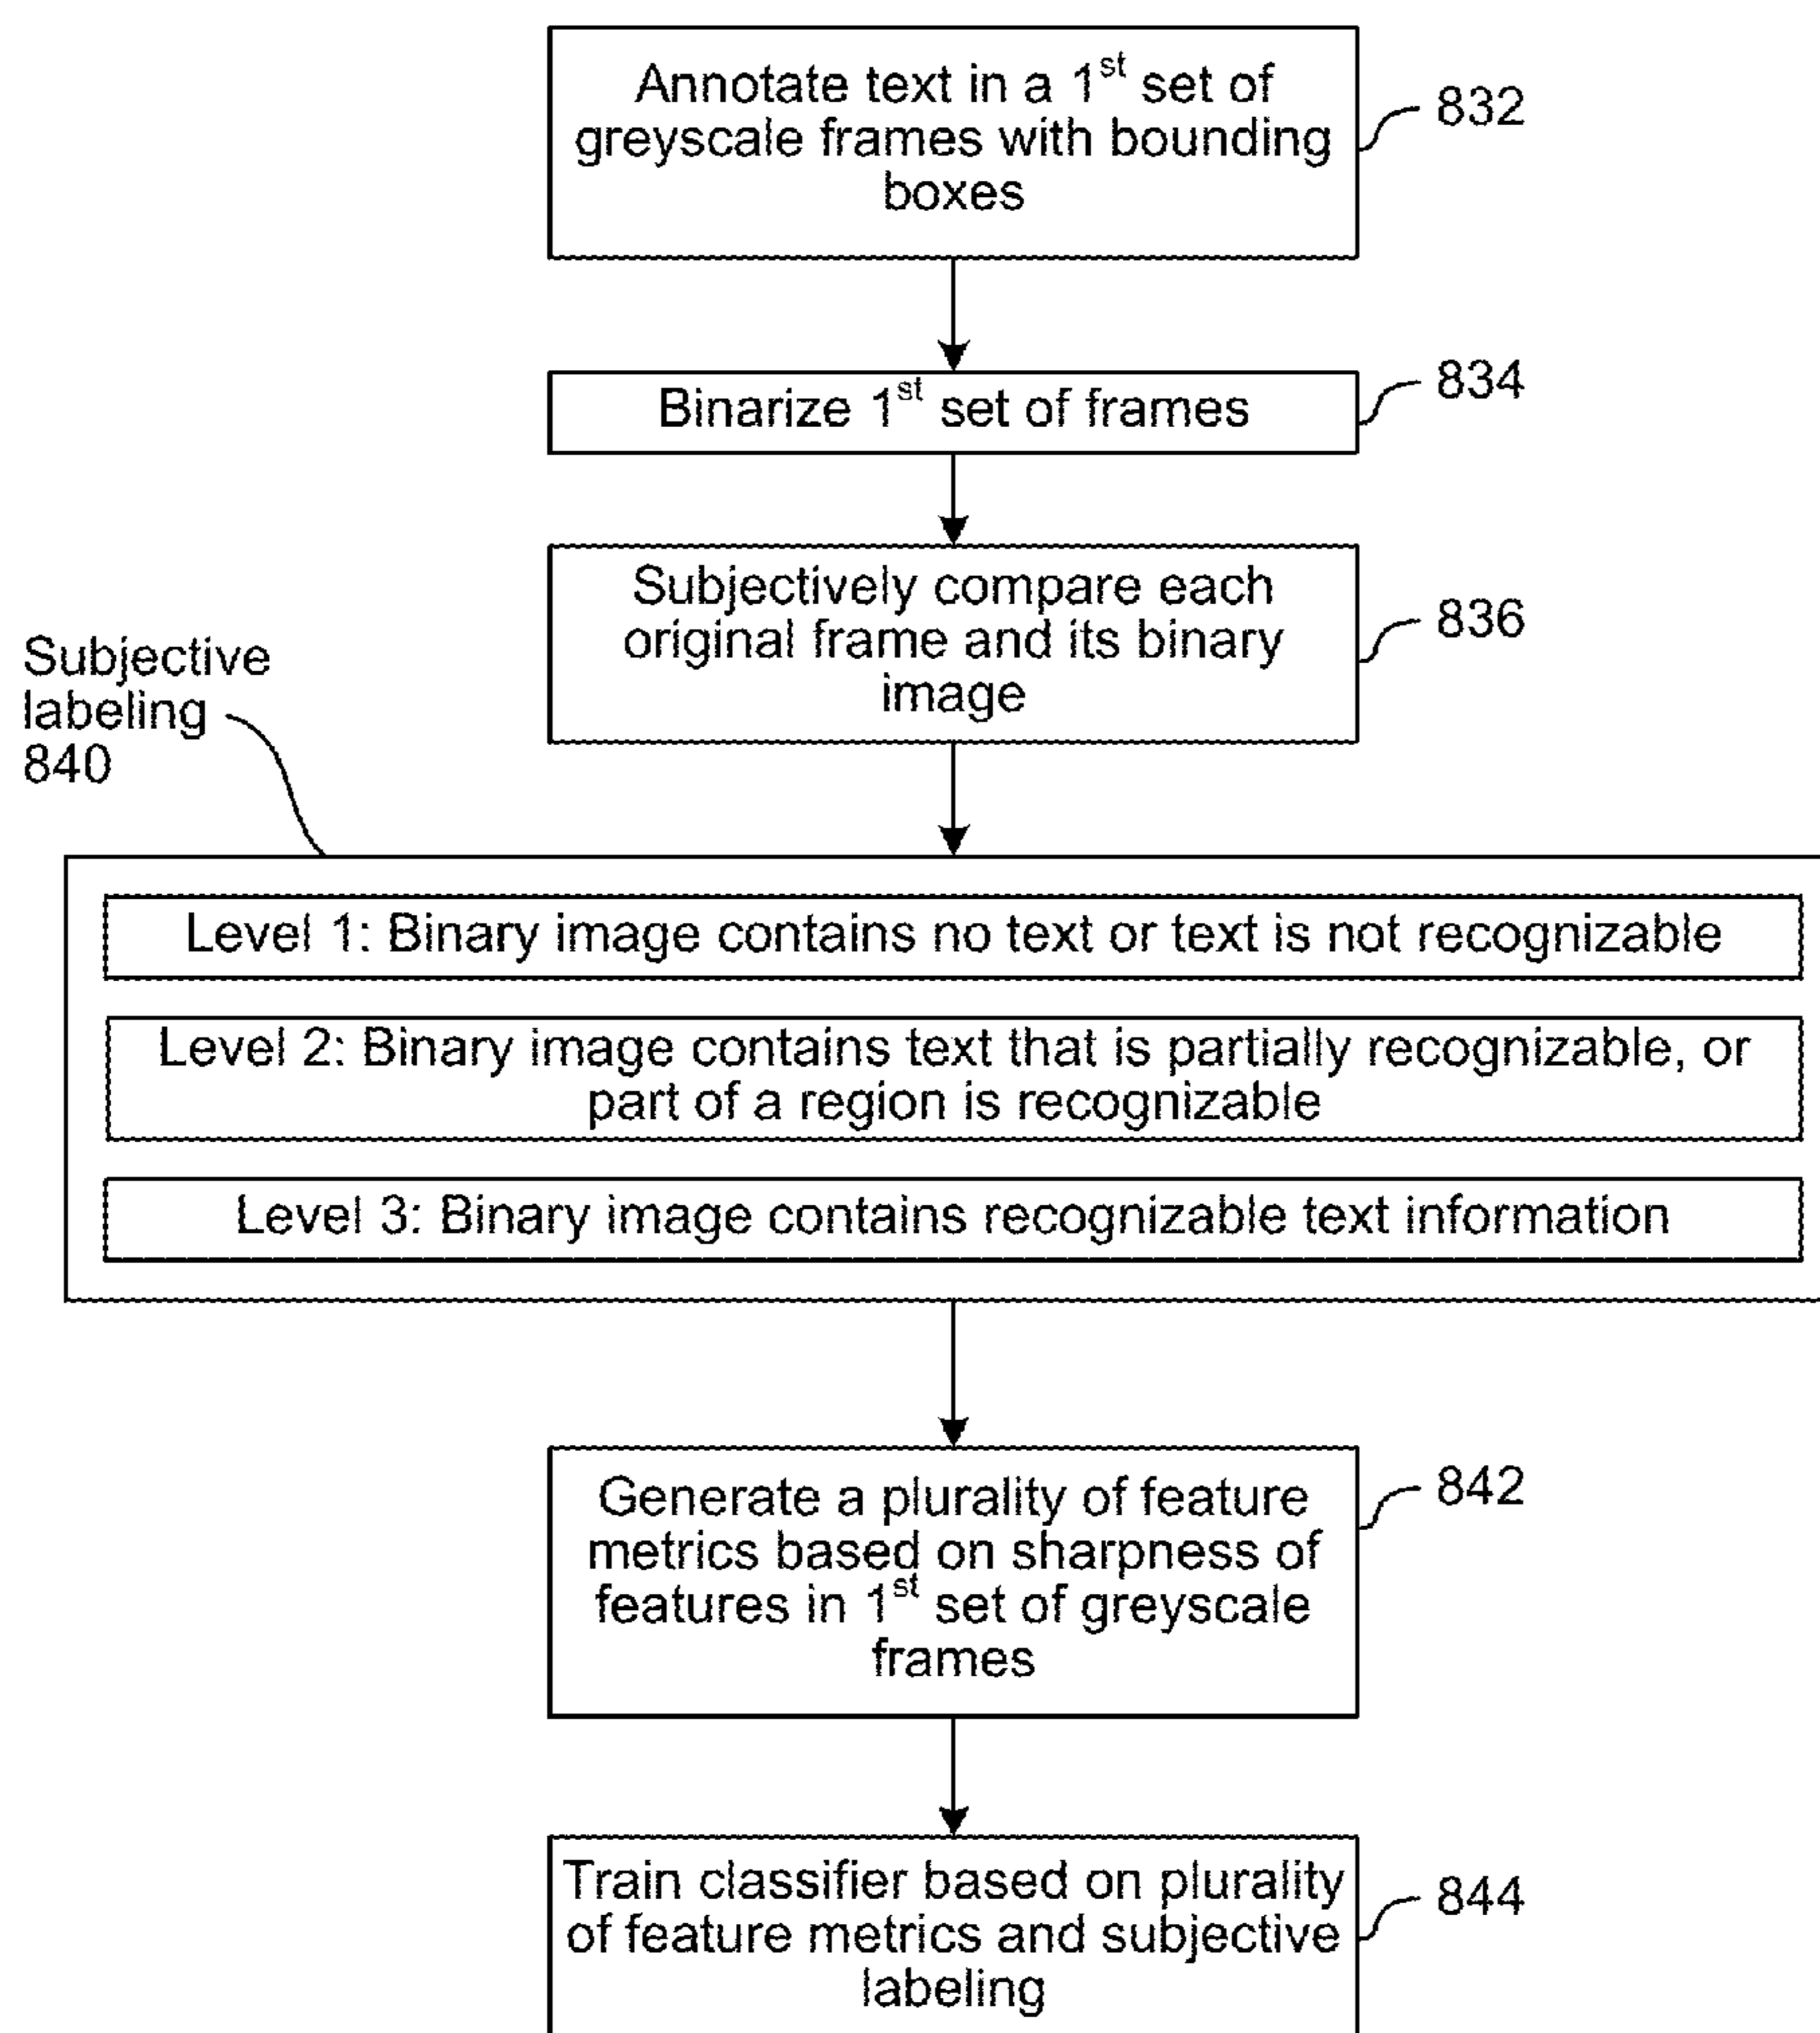 Annotate text in a 1st set of
greyscale frames with bounding
boxes
832
Binarize 1st set of frames
834
Subjectively compare each
original frame and its binary
image
836
Subjective
labeling
840
Level 1: Binary image contains no text or text is not recognizable
Level 2: Binary image contains text that is partially recognizable, or
part of a region is recognizable
Level 3: Binary image contains recognizable text information
Generate a plurality of feature
metrics based on sharpness of
features in 1st set of greyscale
frames
842
Train classifier based on plurality
of feature metrics and subjective
labeling
844